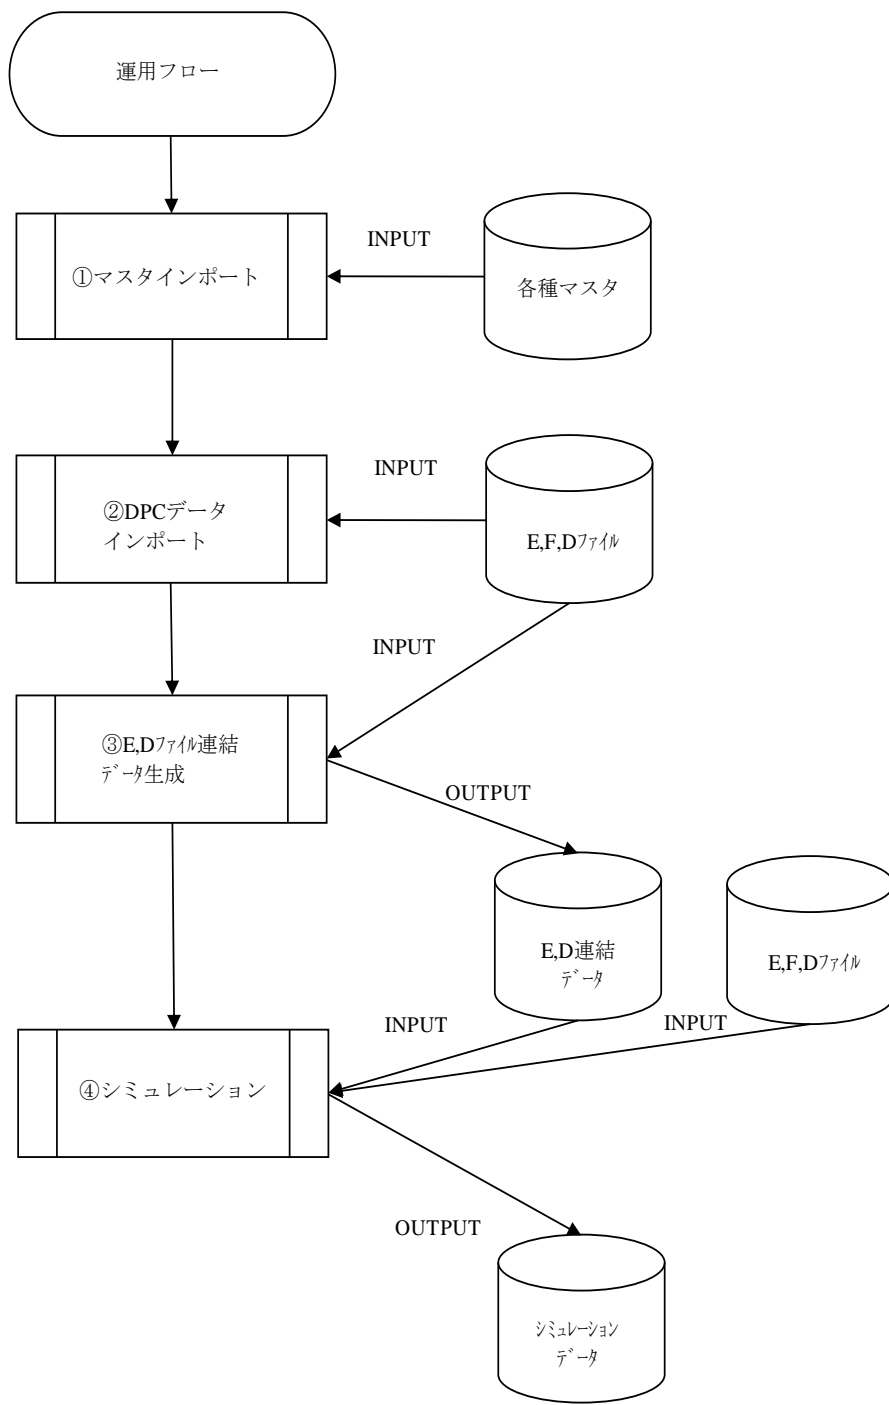 運用フロー
INPUT
①マスタインポート
各種マスタ
INPUT
②DPCデータ
インポート
E,F,Dﾌｧｲﾙ
INPUT
③E,Dﾌｧｲﾙ連結
ﾃﾞｰﾀ生成
OUTPUT
E,D連結
ﾃﾞｰﾀ
E,F,Dﾌｧｲﾙ
INPUT
INPUT
④シミュレーション
OUTPUT
ｼﾐｭﾚｰｼｮﾝ
ﾃﾞｰﾀ